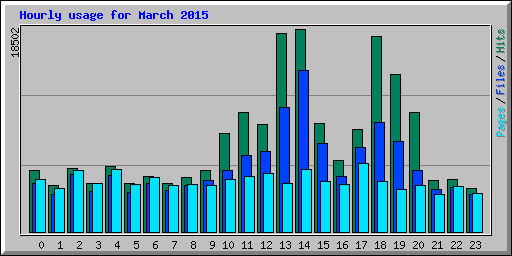 Hourly usage for March 2015
18502
Pages / Files / Hits
0 1 2 3 4 5 6 7 8 9 10 11 12 13 14 15 16 17 18 19 20 21 22 23